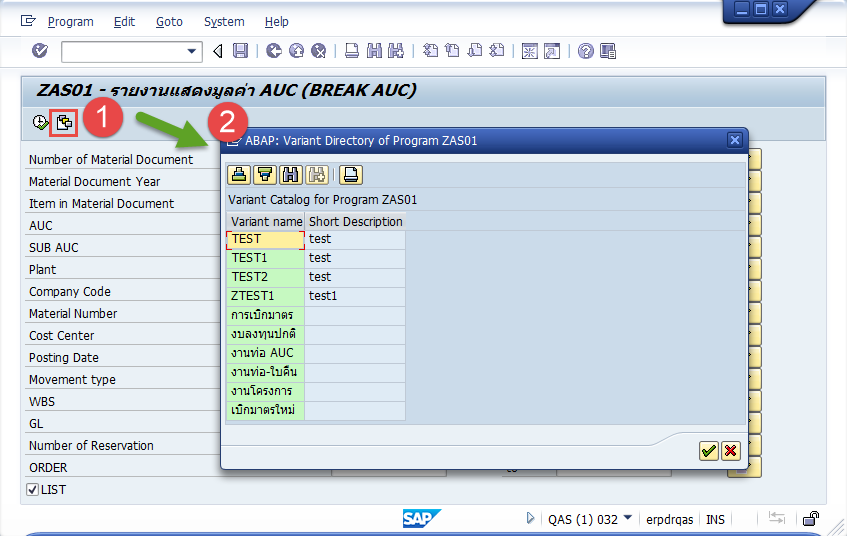 Program Edit Goto System Help
ZAS01 - รายงานแสดงมูลค่า AUC (BREAK AUC)
1
2
ABAP: Variant Directory of Program ZAS01
Number of Material Document
Material Document Year
Item in Material Document
AUC
SUB AUC
Plant
Company Code
Material Number
Cost Center
Posting Date
Movement type
WBS
GL
Number of Reservation
ORDER
LIST
Variant Catalog for Program ZAS01
Variant name Short Description
TEST test
TEST1 test
TEST2 test
ZTEST1 test1
การเบิกมาตร
งบลงทุนปกติ
งานท่อ AUC
งานท่อ-ใบคืน
งานโครงการ
เบิกมาตรใหม่
SAP
QAS (1) 032 erpdrqas INS